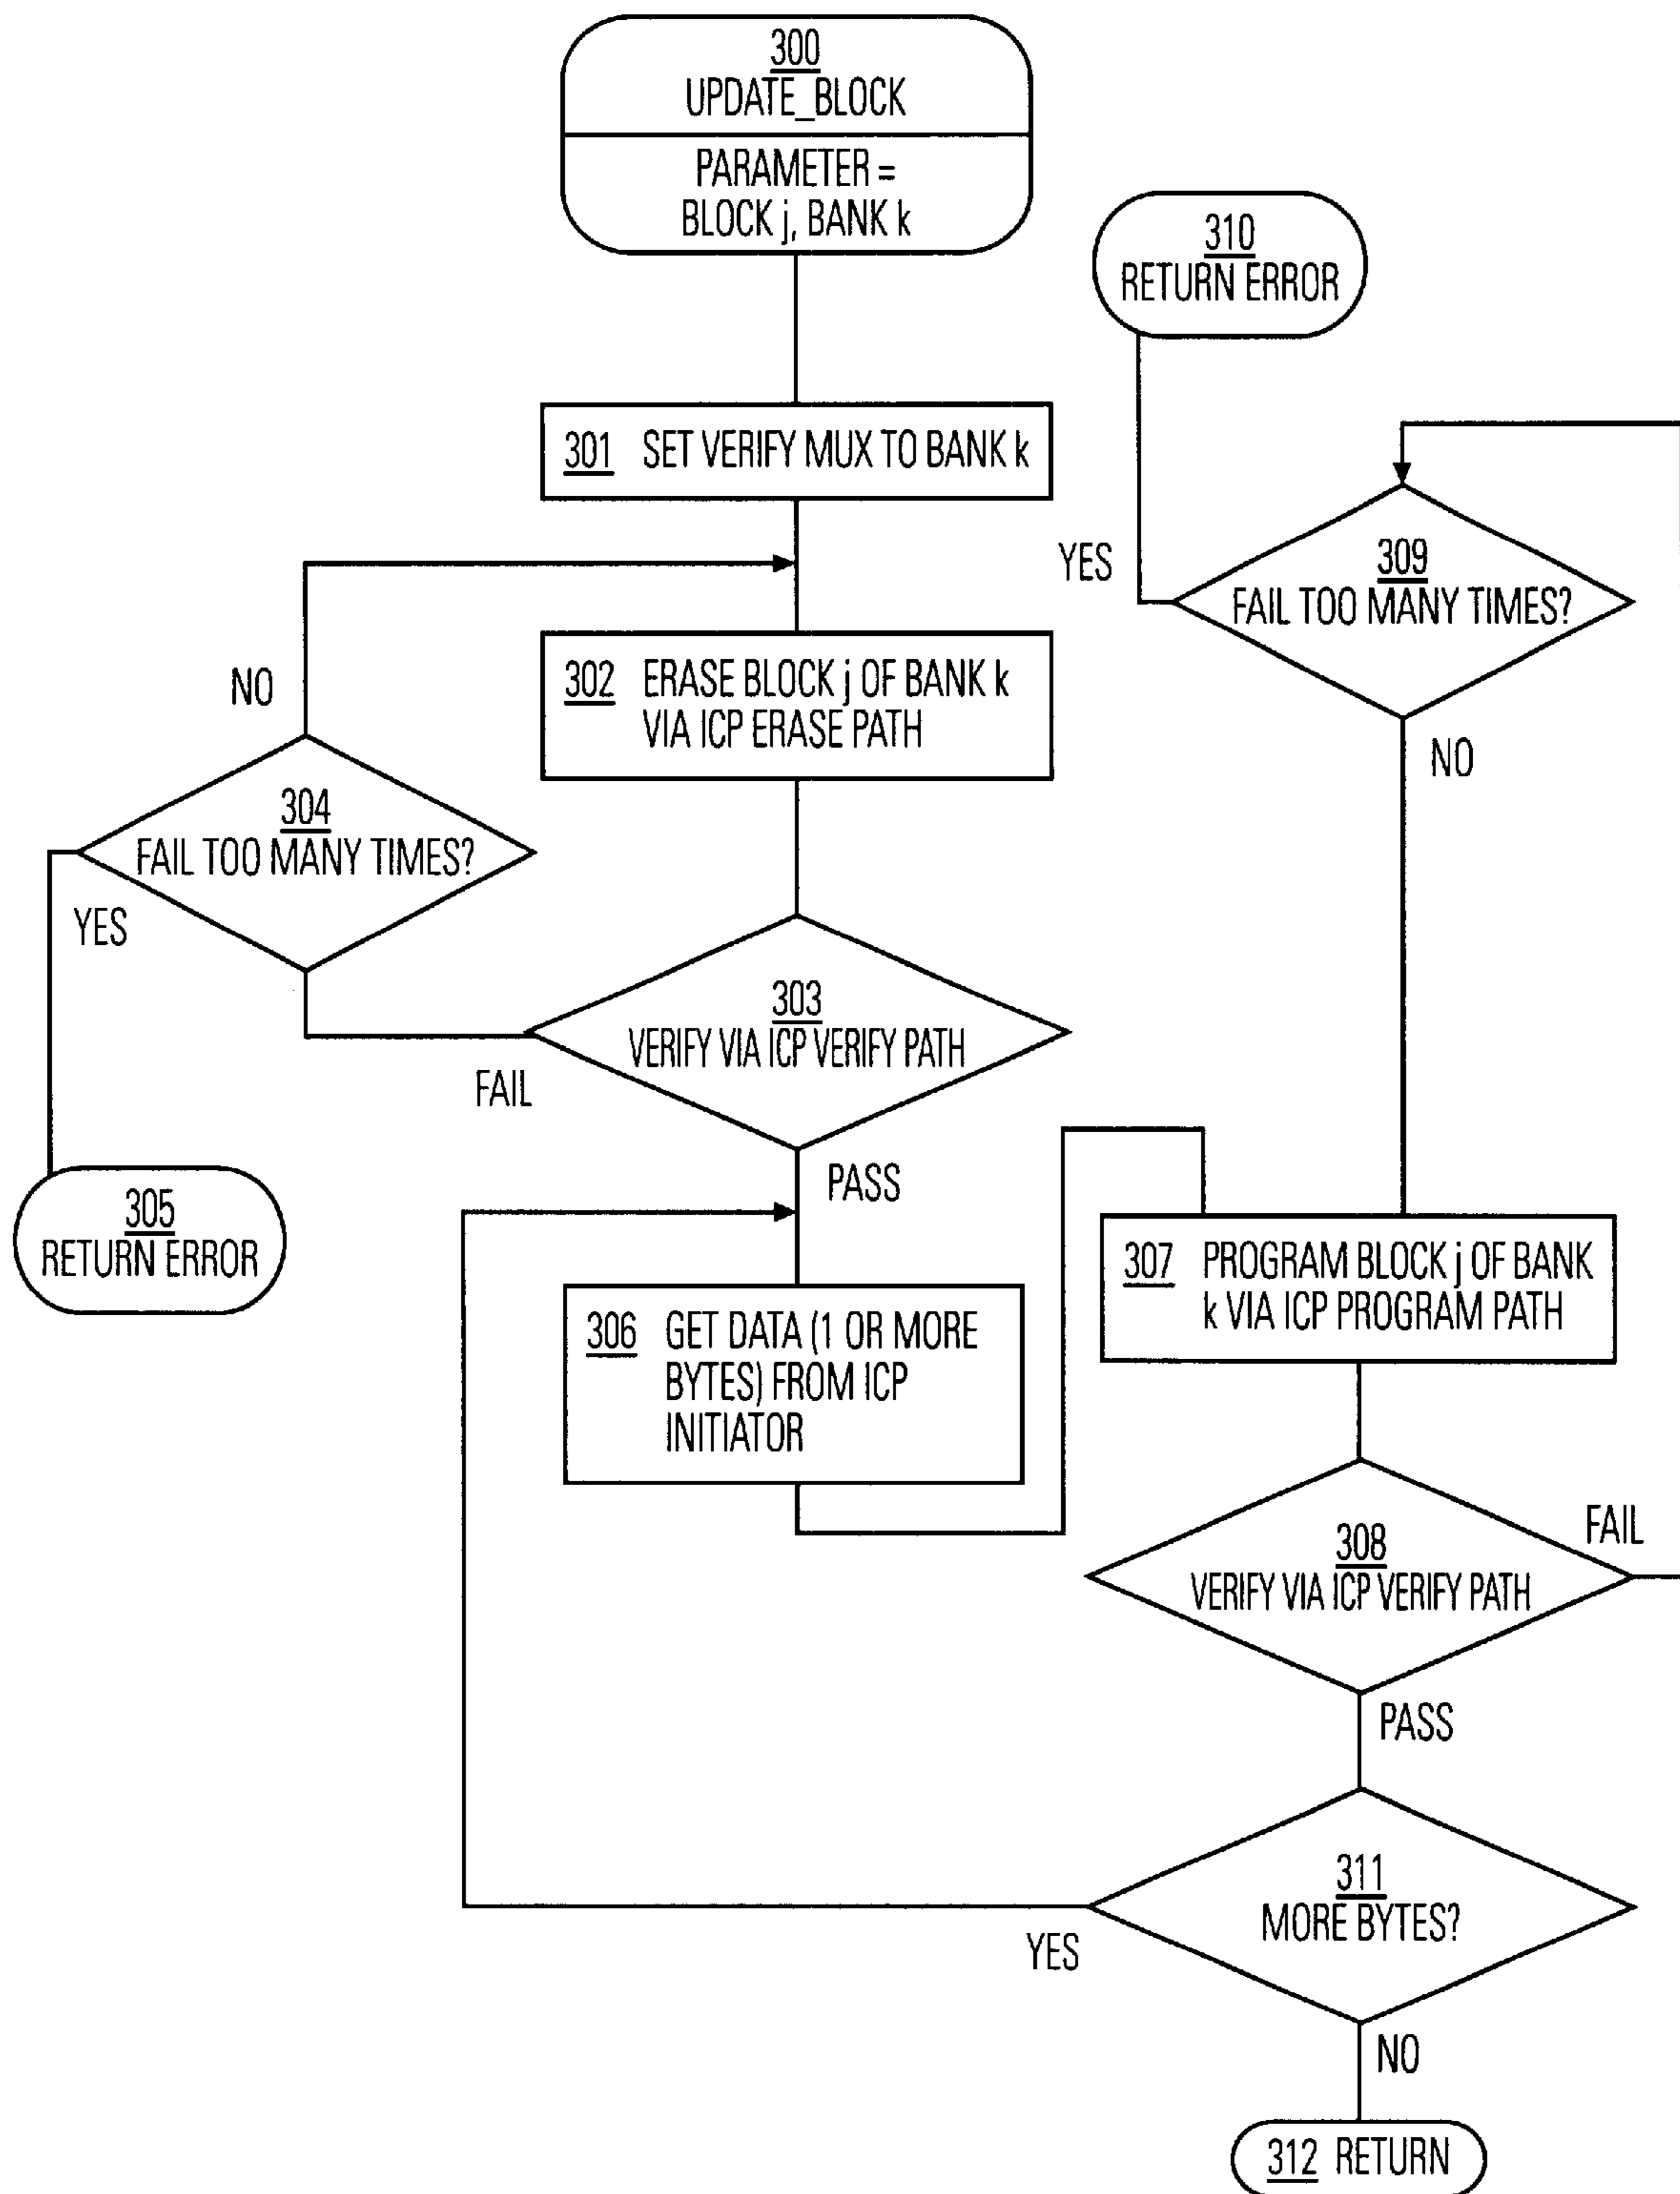 300
UPDATE_BLOCK
PARAMETER =
BLOCK j, BANK k
310
RETURN ERROR
301 SET VERIFY MUX TO BANK k
YES
309
FAIL TOO MANY TIMES?
NO
302 ERASE BLOCK j OF BANK k
VIA ICP ERASE PATH
NO
304
FAIL TOO MANY TIMES?
YES
303
VERIFY VIA ICP VERIFY PATH
FAIL
PASS
305
RETURN ERROR
306 GET DATA (1 OR MORE
BYTES) FROM ICP
INITIATOR
307 PROGRAM BLOCK j OF BANK
k VIA ICP PROGRAM PATH
308
VERIFY VIA ICP VERIFY PATH
FAIL
PASS
311
MORE BYTES?
YES
NO
312 RETURN